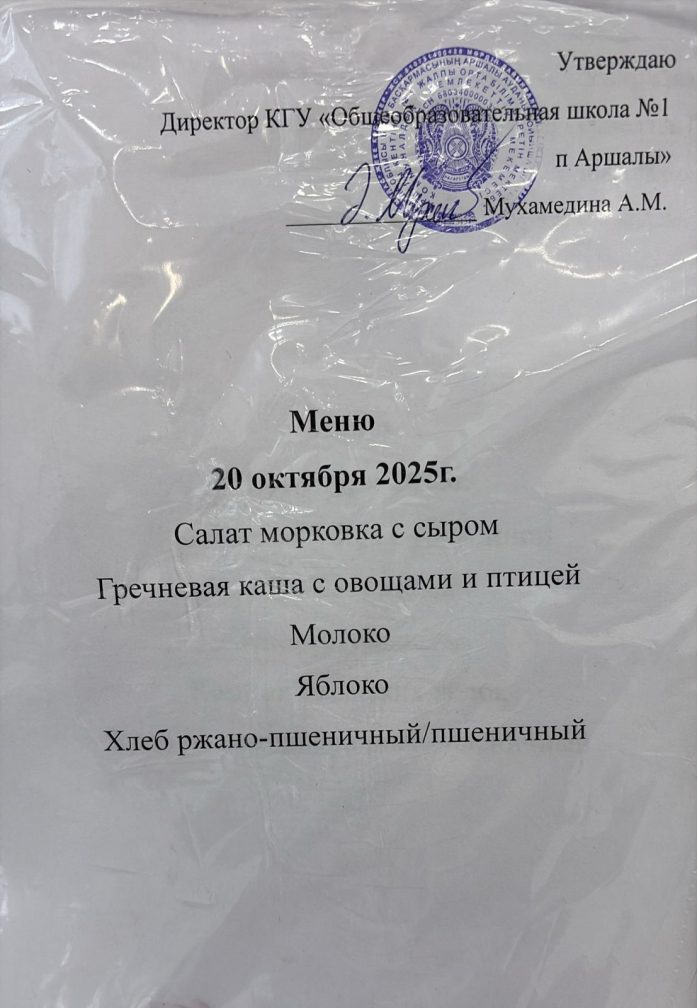 Утверждаю
Директор КГУ «Общеобразовательная школа №1
п Аршалы»
Мухамедина А.М.
Меню
20 октября 2025г.
Салат морковка с сыром
Гречневая каша с овощами и птицей
Молоко
Яблоко
Хлеб ржано-пшеничный/пшеничный